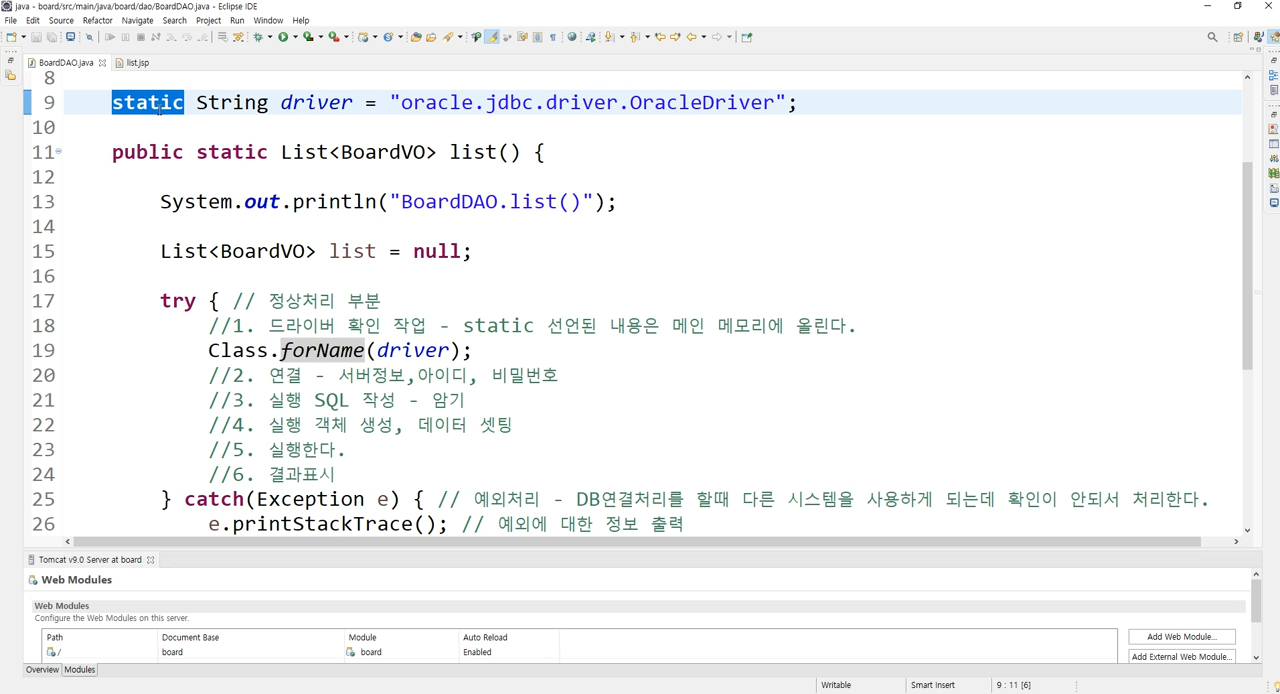 java - board/src/main/java/board/dao/BoardDAO.java - Eclipse IDE
File Edit Source Refactor Navigate Search Project Run Window Help
BoardDAO.java list.jsp
8
9 static String driver = "oracle.jdbc.driver.OracleDriver";
10
11 public static List<BoardVO> list() {
12
13 System.out.println("BoardDAO.list()");
14
15 List<BoardVO> list = null;
16
17 try { // 정상처리 부분
18 //1. 드라이버 확인 작업 - static 선언된 내용은 메인 메모리에 올린다.
19 Class.forName(driver);
20 //2. 연결 - 서버정보,아이디, 비밀번호
21 //3. 실행 SQL 작성 - 암기
22 //4. 실행 객체 생성, 데이터 셋팅
23 //5. 실행한다.
24 //6. 결과표시
25 } catch(Exception e) { // 예외처리 - DB연결처리를 할때 다른 시스템을 사용하게 되는데 확인이 안되서 처리한다.
26 e.printStackTrace(); // 예외에 대한 정보 출력
Tomcat v9.0 Server at board
Web Modules
Web Modules
Configure the Web Modules on this server.
Path Document Base Module Auto Reload
/ board board Enabled
Add Web Module...
Add External Web Module...
Overview Modules
Writable Smart Insert 9 : 11 [6]